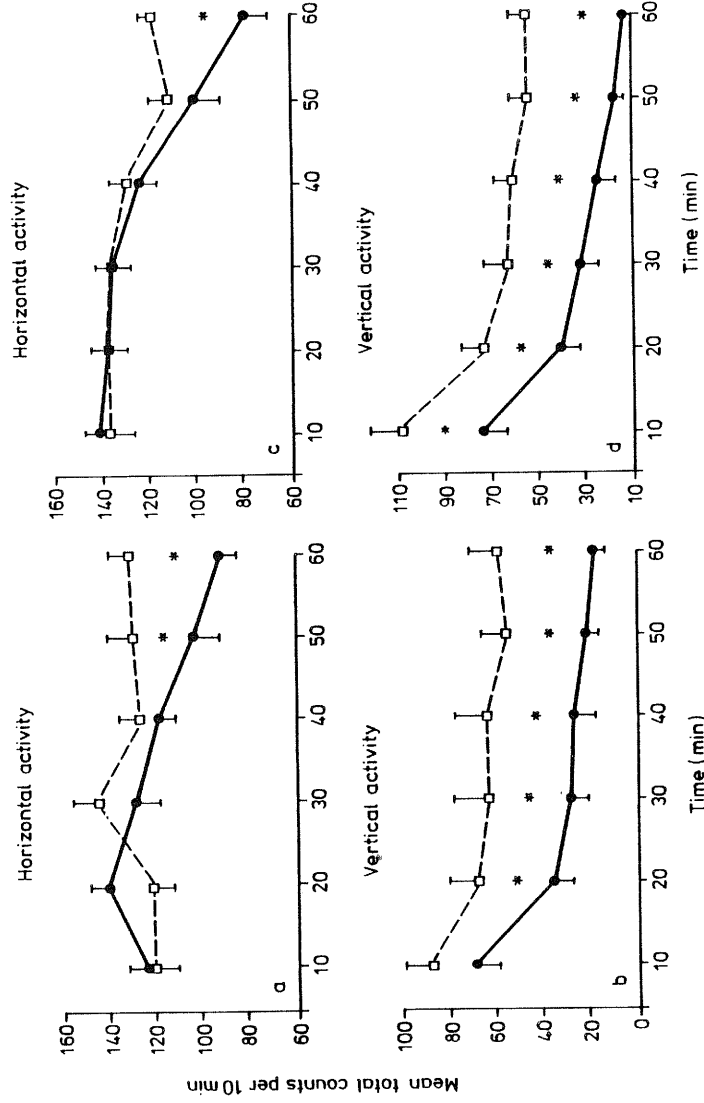 Horizontal activity
160
140
120
100
80
60
a
*
*
10 20 30 40 50 60
Horizontal activity
160
140
120
100
80
60
c
*
10 20 30 40 50 60
Mean total counts per 10 min
Vertical activity
100
80
60
40
20
0
b
* * * * *
10 20 30 40 50 60
Time (min)
Vertical activity
110
90
70
50
30
10
d
* * * * * *
10 20 30 40 50 60
Time (min)